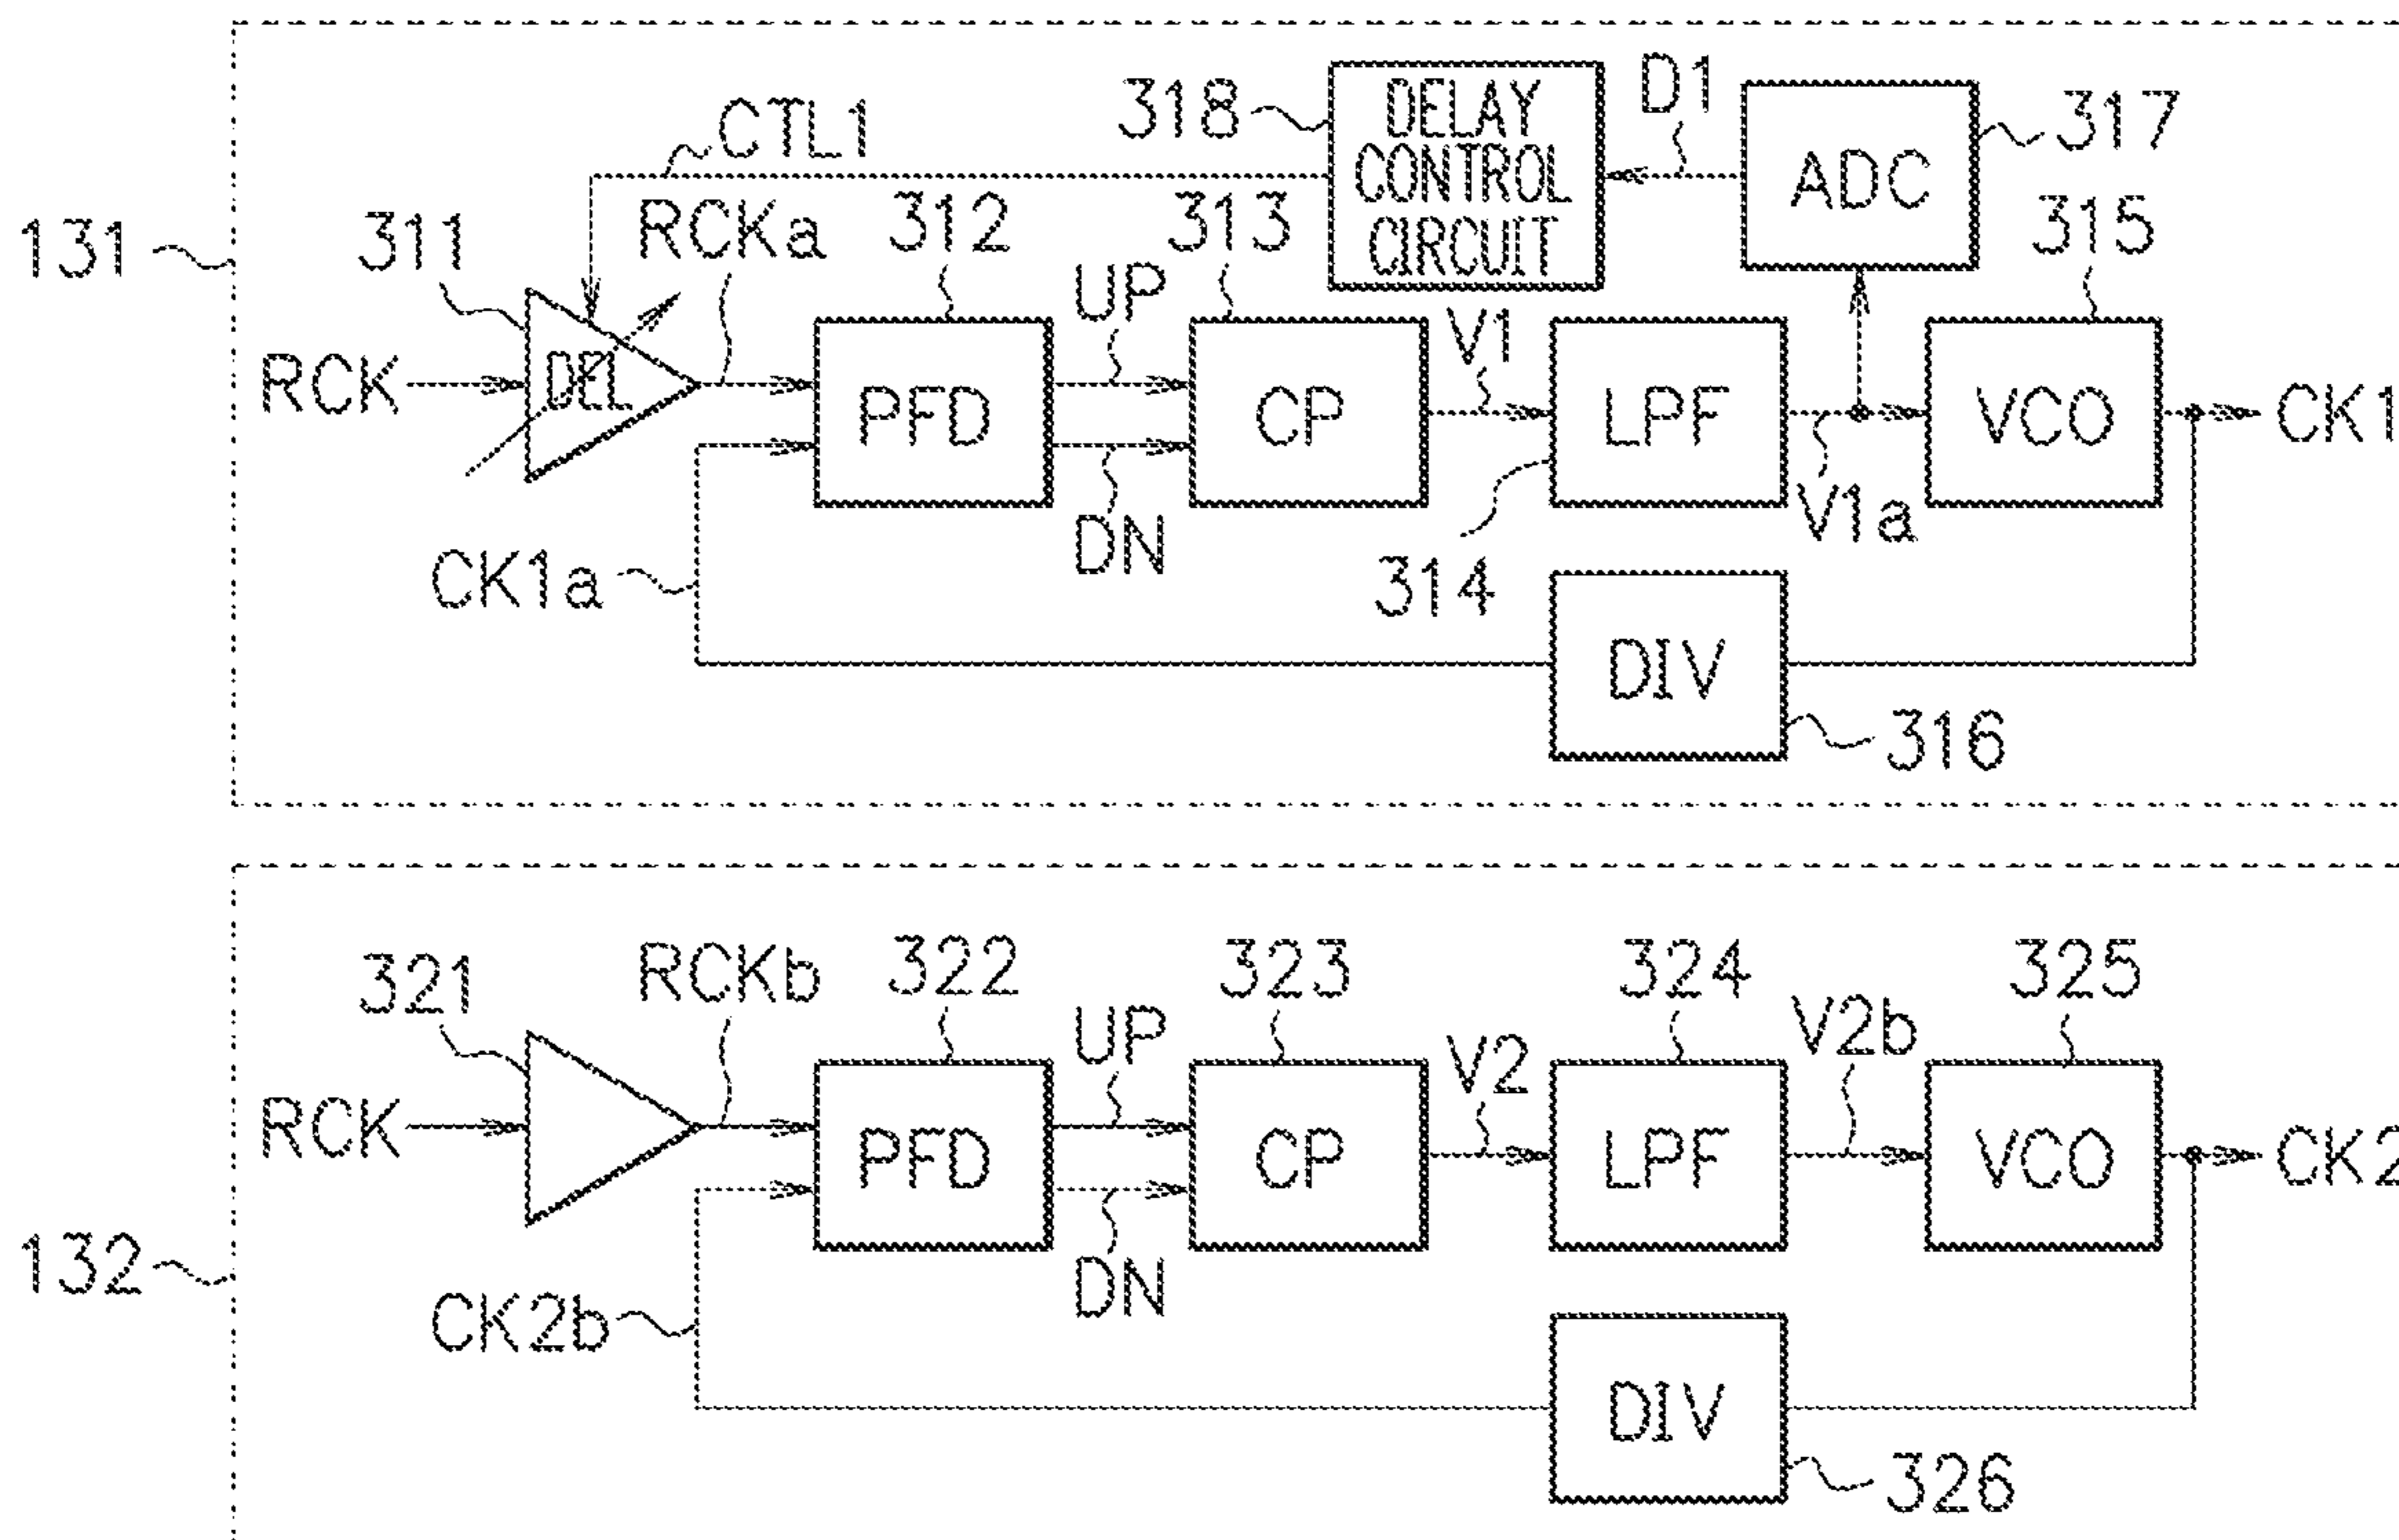 131
318
DELAY
CONTROL
CIRCUIT
D1
ADC
317
CTL1
311
RCKa
312
313
315
RCK
DEL
PFD
UP
DN
CP
V1
LPF
314
V1a
VCO
CK1
CK1a
DIV
316
132
321
RCKb
322
323
324
325
RCK
PFD
UP
DN
CP
V2
LPF
V2b
VCO
CK2
CK2b
DIV
326